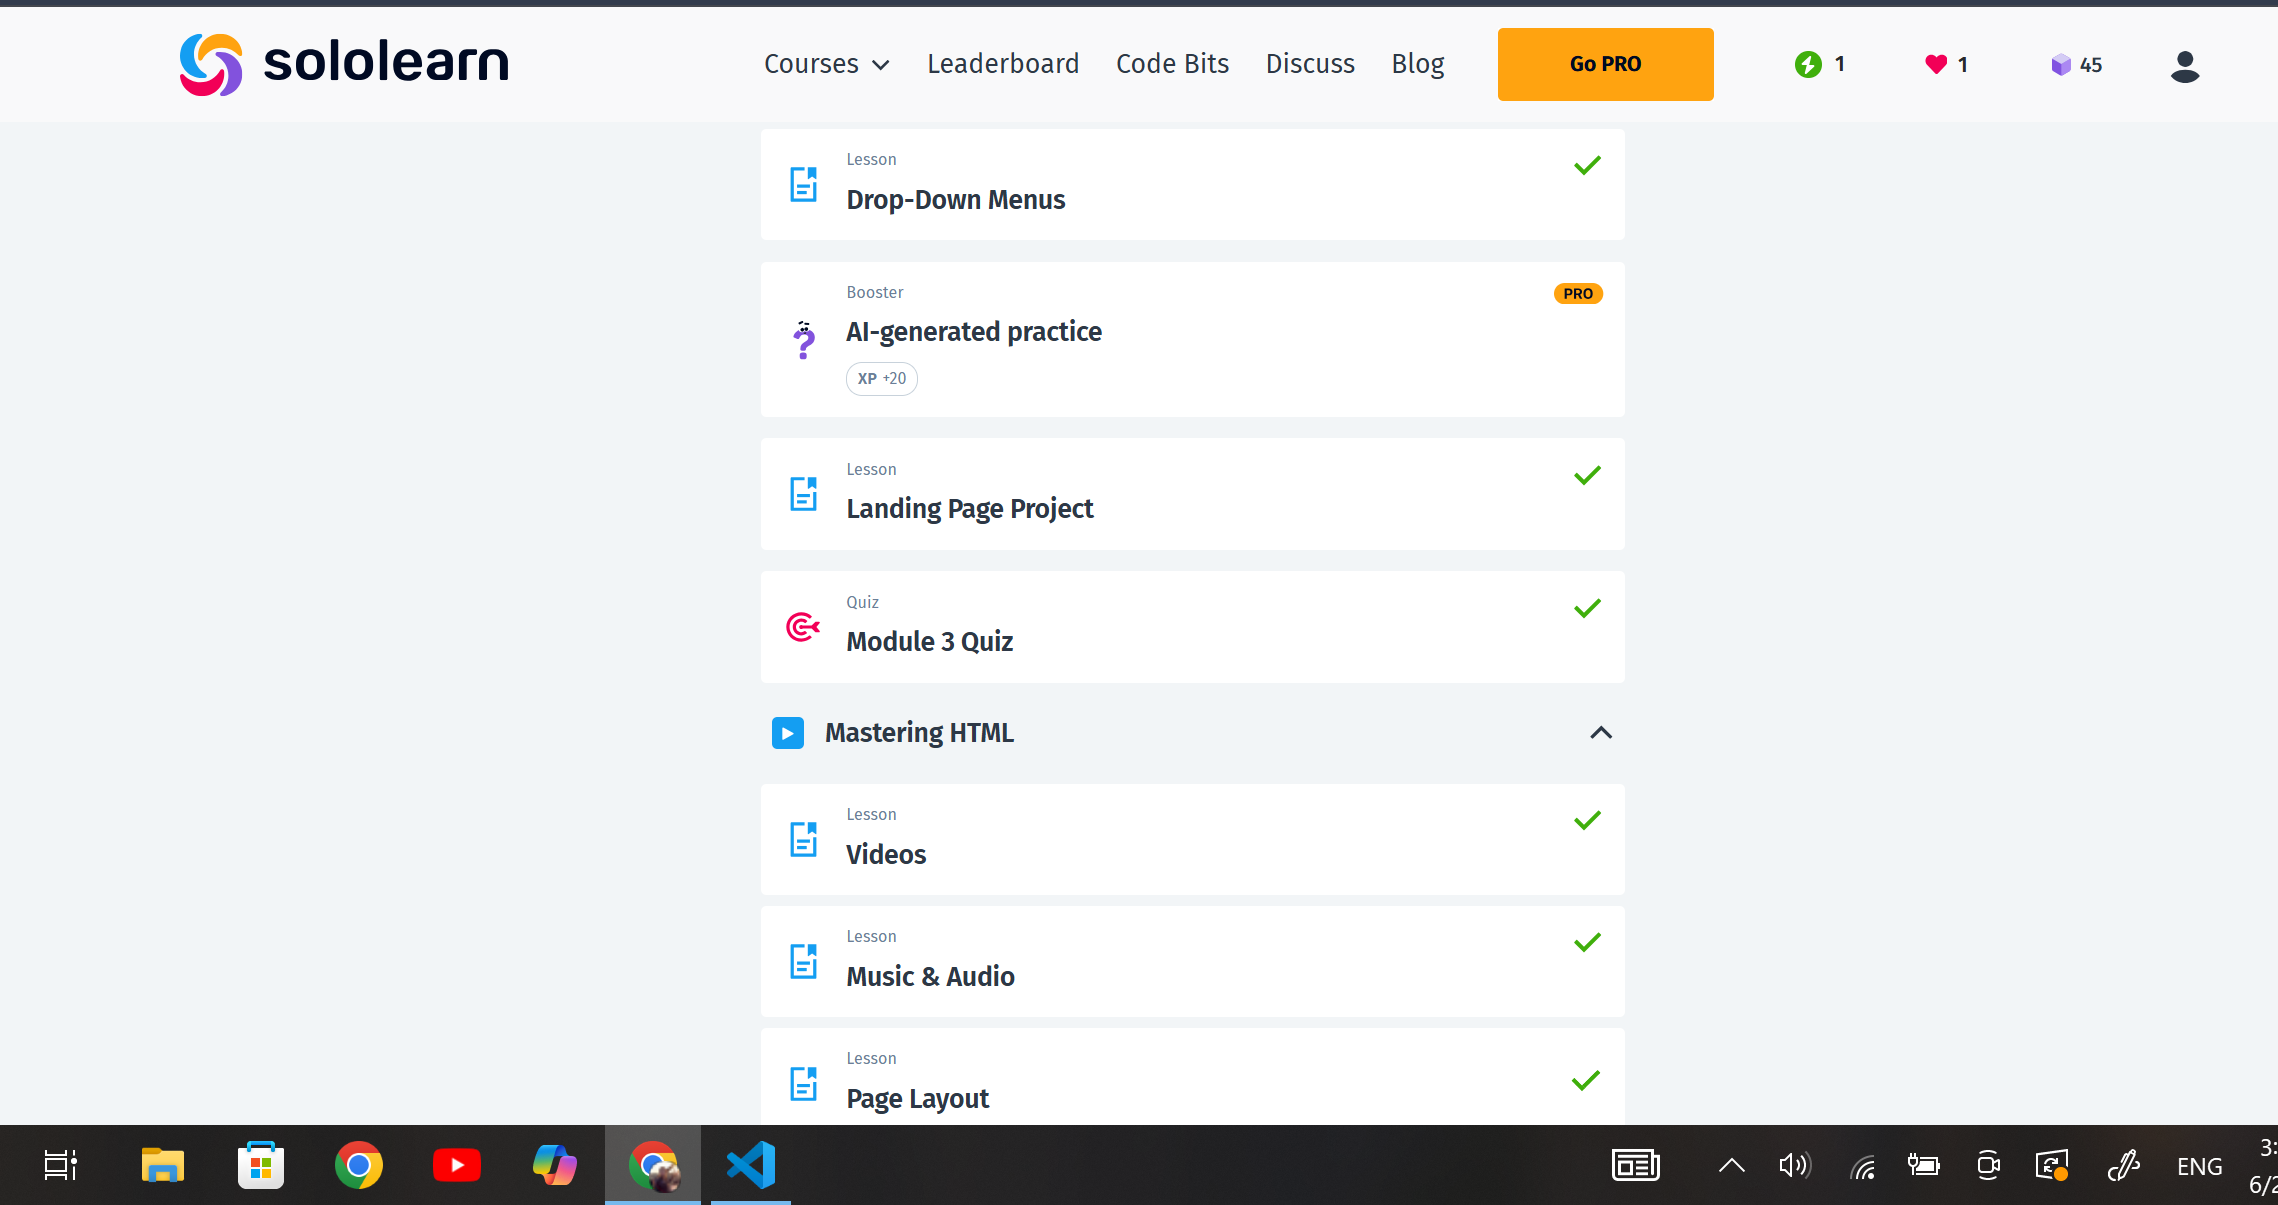 sololearn
Courses Leaderboard Code Bits Discuss Blog Go PRO 1 1 45
Lesson
Drop-Down Menus
Booster
PRO
AI-generated practice
XP +20
Lesson
Landing Page Project
Quiz
Module 3 Quiz
Mastering HTML
Lesson
Videos
Lesson
Music & Audio
Lesson
Page Layout
ENG
3:
6/2